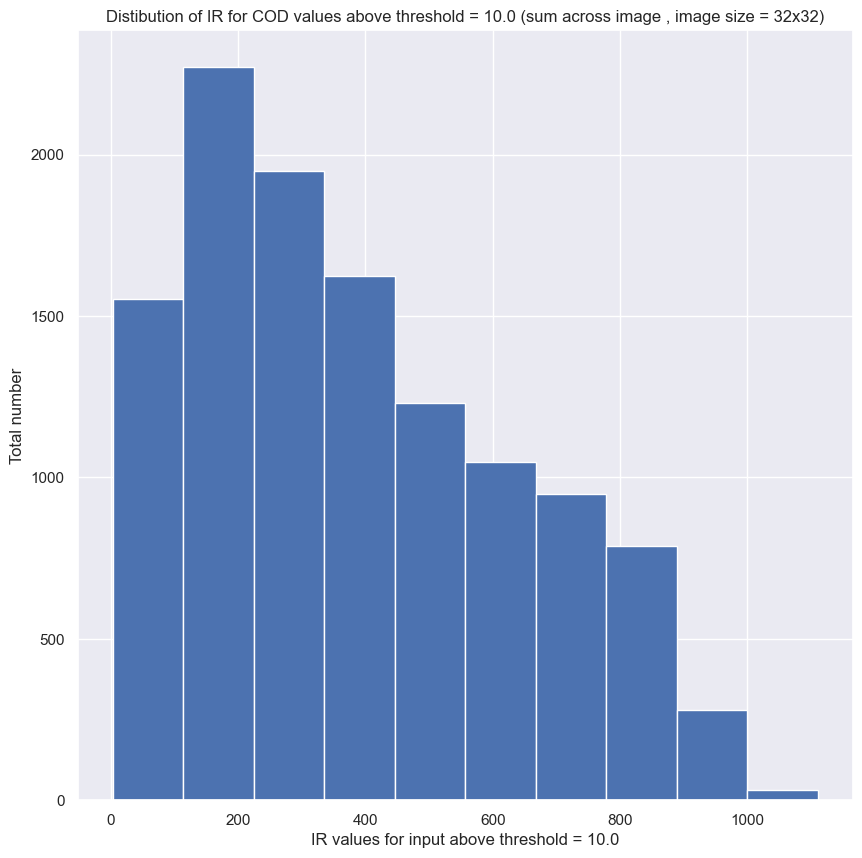 Distibution of IR for COD values above threshold = 10.0 (sum across image , image size = 32x32)
2000
1500
1000
500
0
Total number
0 200 400 600 800 1000
IR values for input above threshold = 10.0